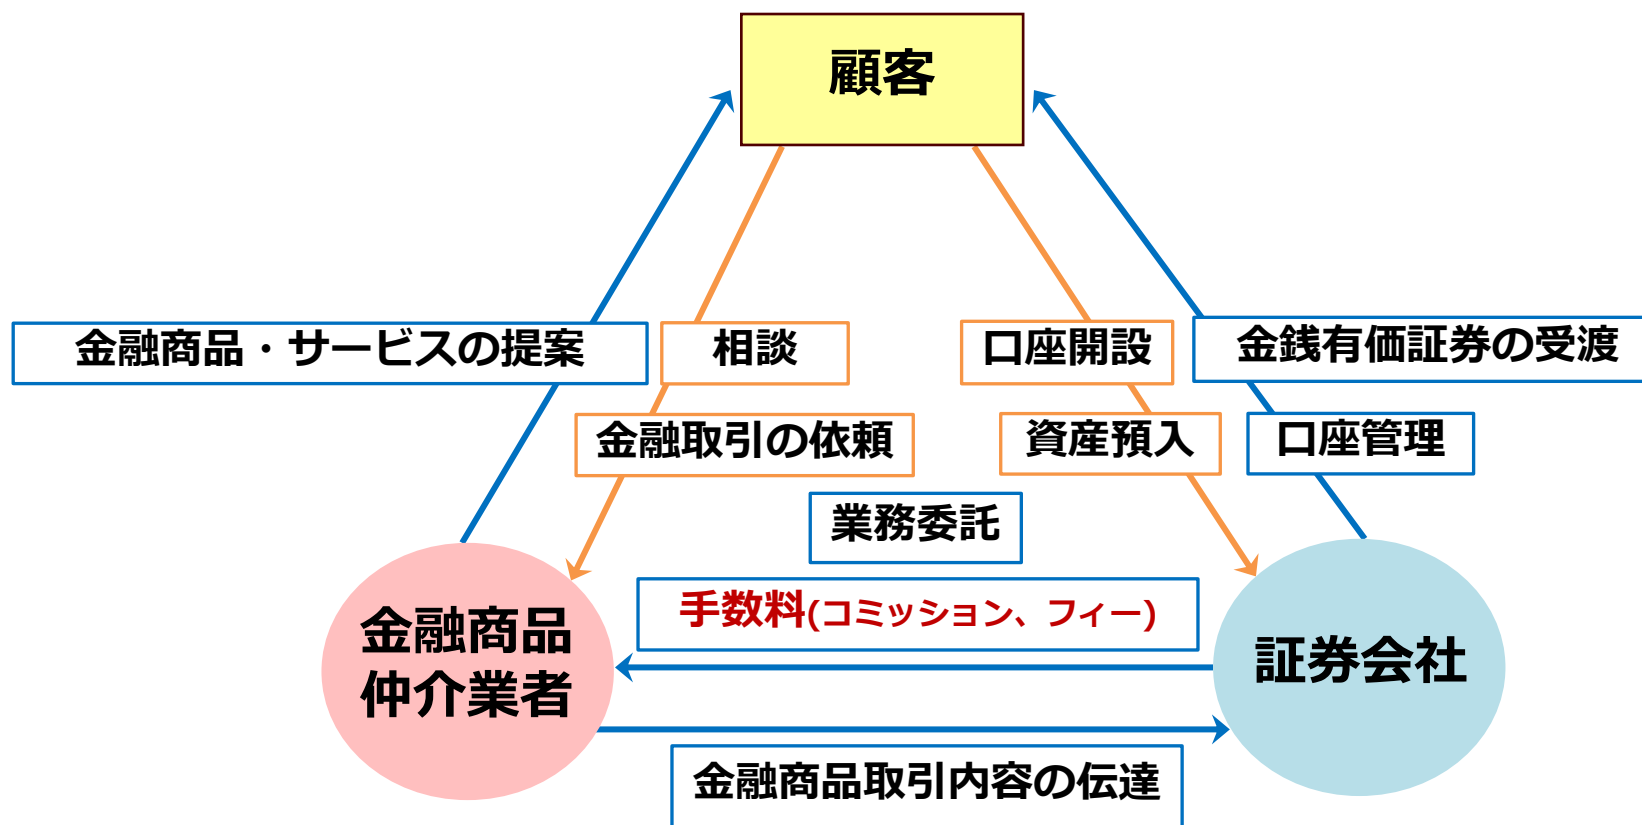 顧客
金融商品・サービスの提案
相談
口座開設
金銭有価証券の受渡
金融取引の依頼
資産預入
口座管理
業務委託
手数料(コミッション、フィー)
金融商品
仲介業者
証券会社
金融商品取引内容の伝達